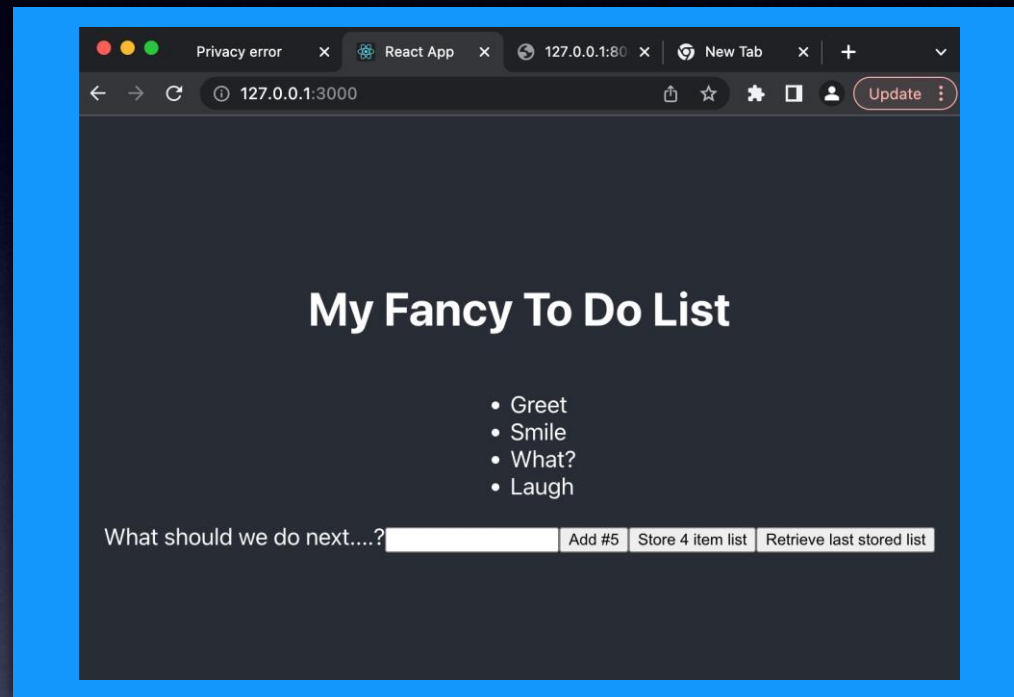 Privacy error React App 127.0.0.1:80 New Tab
127.0.0.1:3000 Update
My Fancy To Do List
• Greet
• Smile
• What?
• Laugh
What should we do next....? Add #5 Store 4 item list Retrieve last stored list